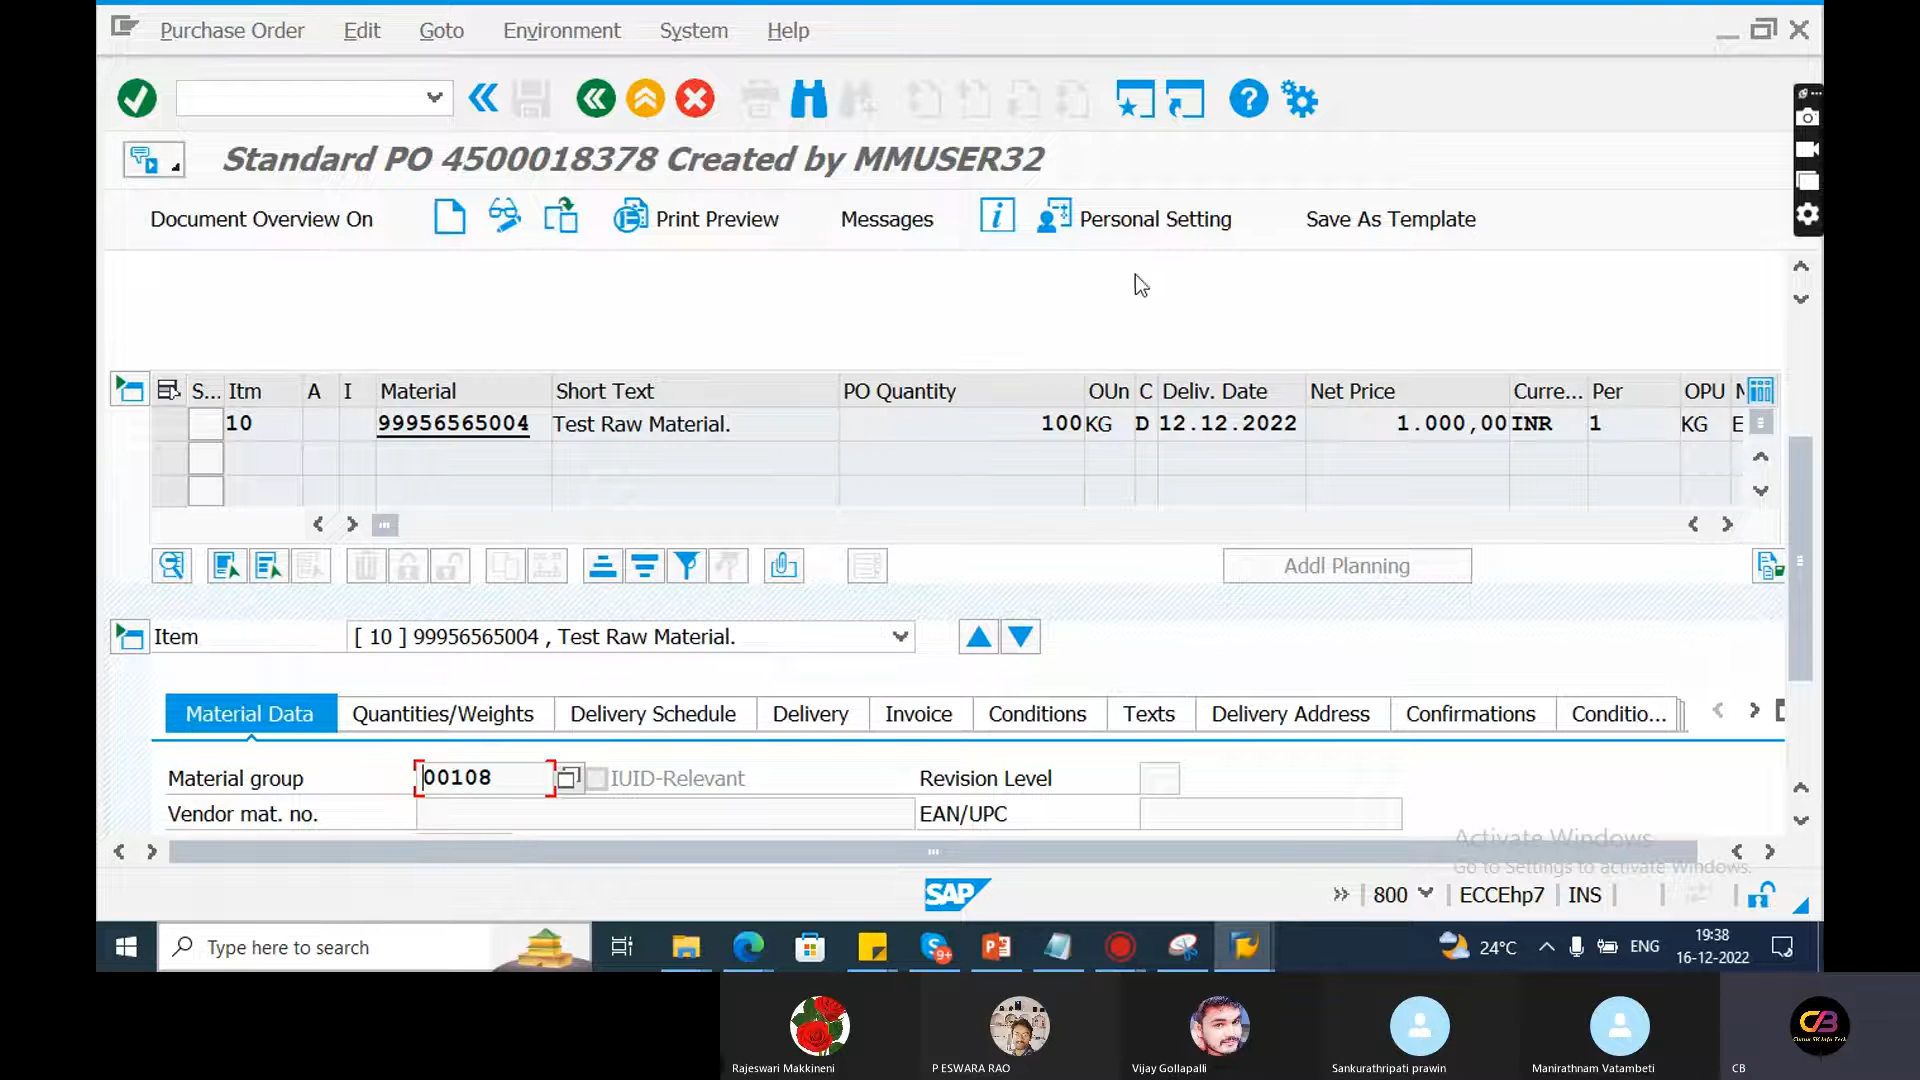 Purchase Order Edit Goto Environment System Help
Standard PO 4500018378 Created by MMUSER32
Document Overview On Print Preview Messages Personal Setting Save As Template
S... Itm A I Material Short Text PO Quantity OUn C Deliv. Date Net Price Curre... Per OPU
10 99956565004 Test Raw Material. 100 KG D 12.12.2022 1.000,00 INR 1 KG E
Addl Planning
Item [ 10 ] 99956565004 , Test Raw Material.
Material Data Quantities/Weights Delivery Schedule Delivery Invoice Conditions Texts Delivery Address Confirmations Conditio...
Material group 00108 IUID-Relevant Revision Level
Vendor mat. no. EAN/UPC
Activate Windows
Go to Settings to activate Windows.
SAP 800 ECCEhp7 INS
Type here to search 9+ 24°C ENG 19:38
16-12-2022
CB
Rajeswari Makkineni P ESWARA RAO Vijay Gollapalli Sankurathripati prawin Manirathnam Vatambeti CB